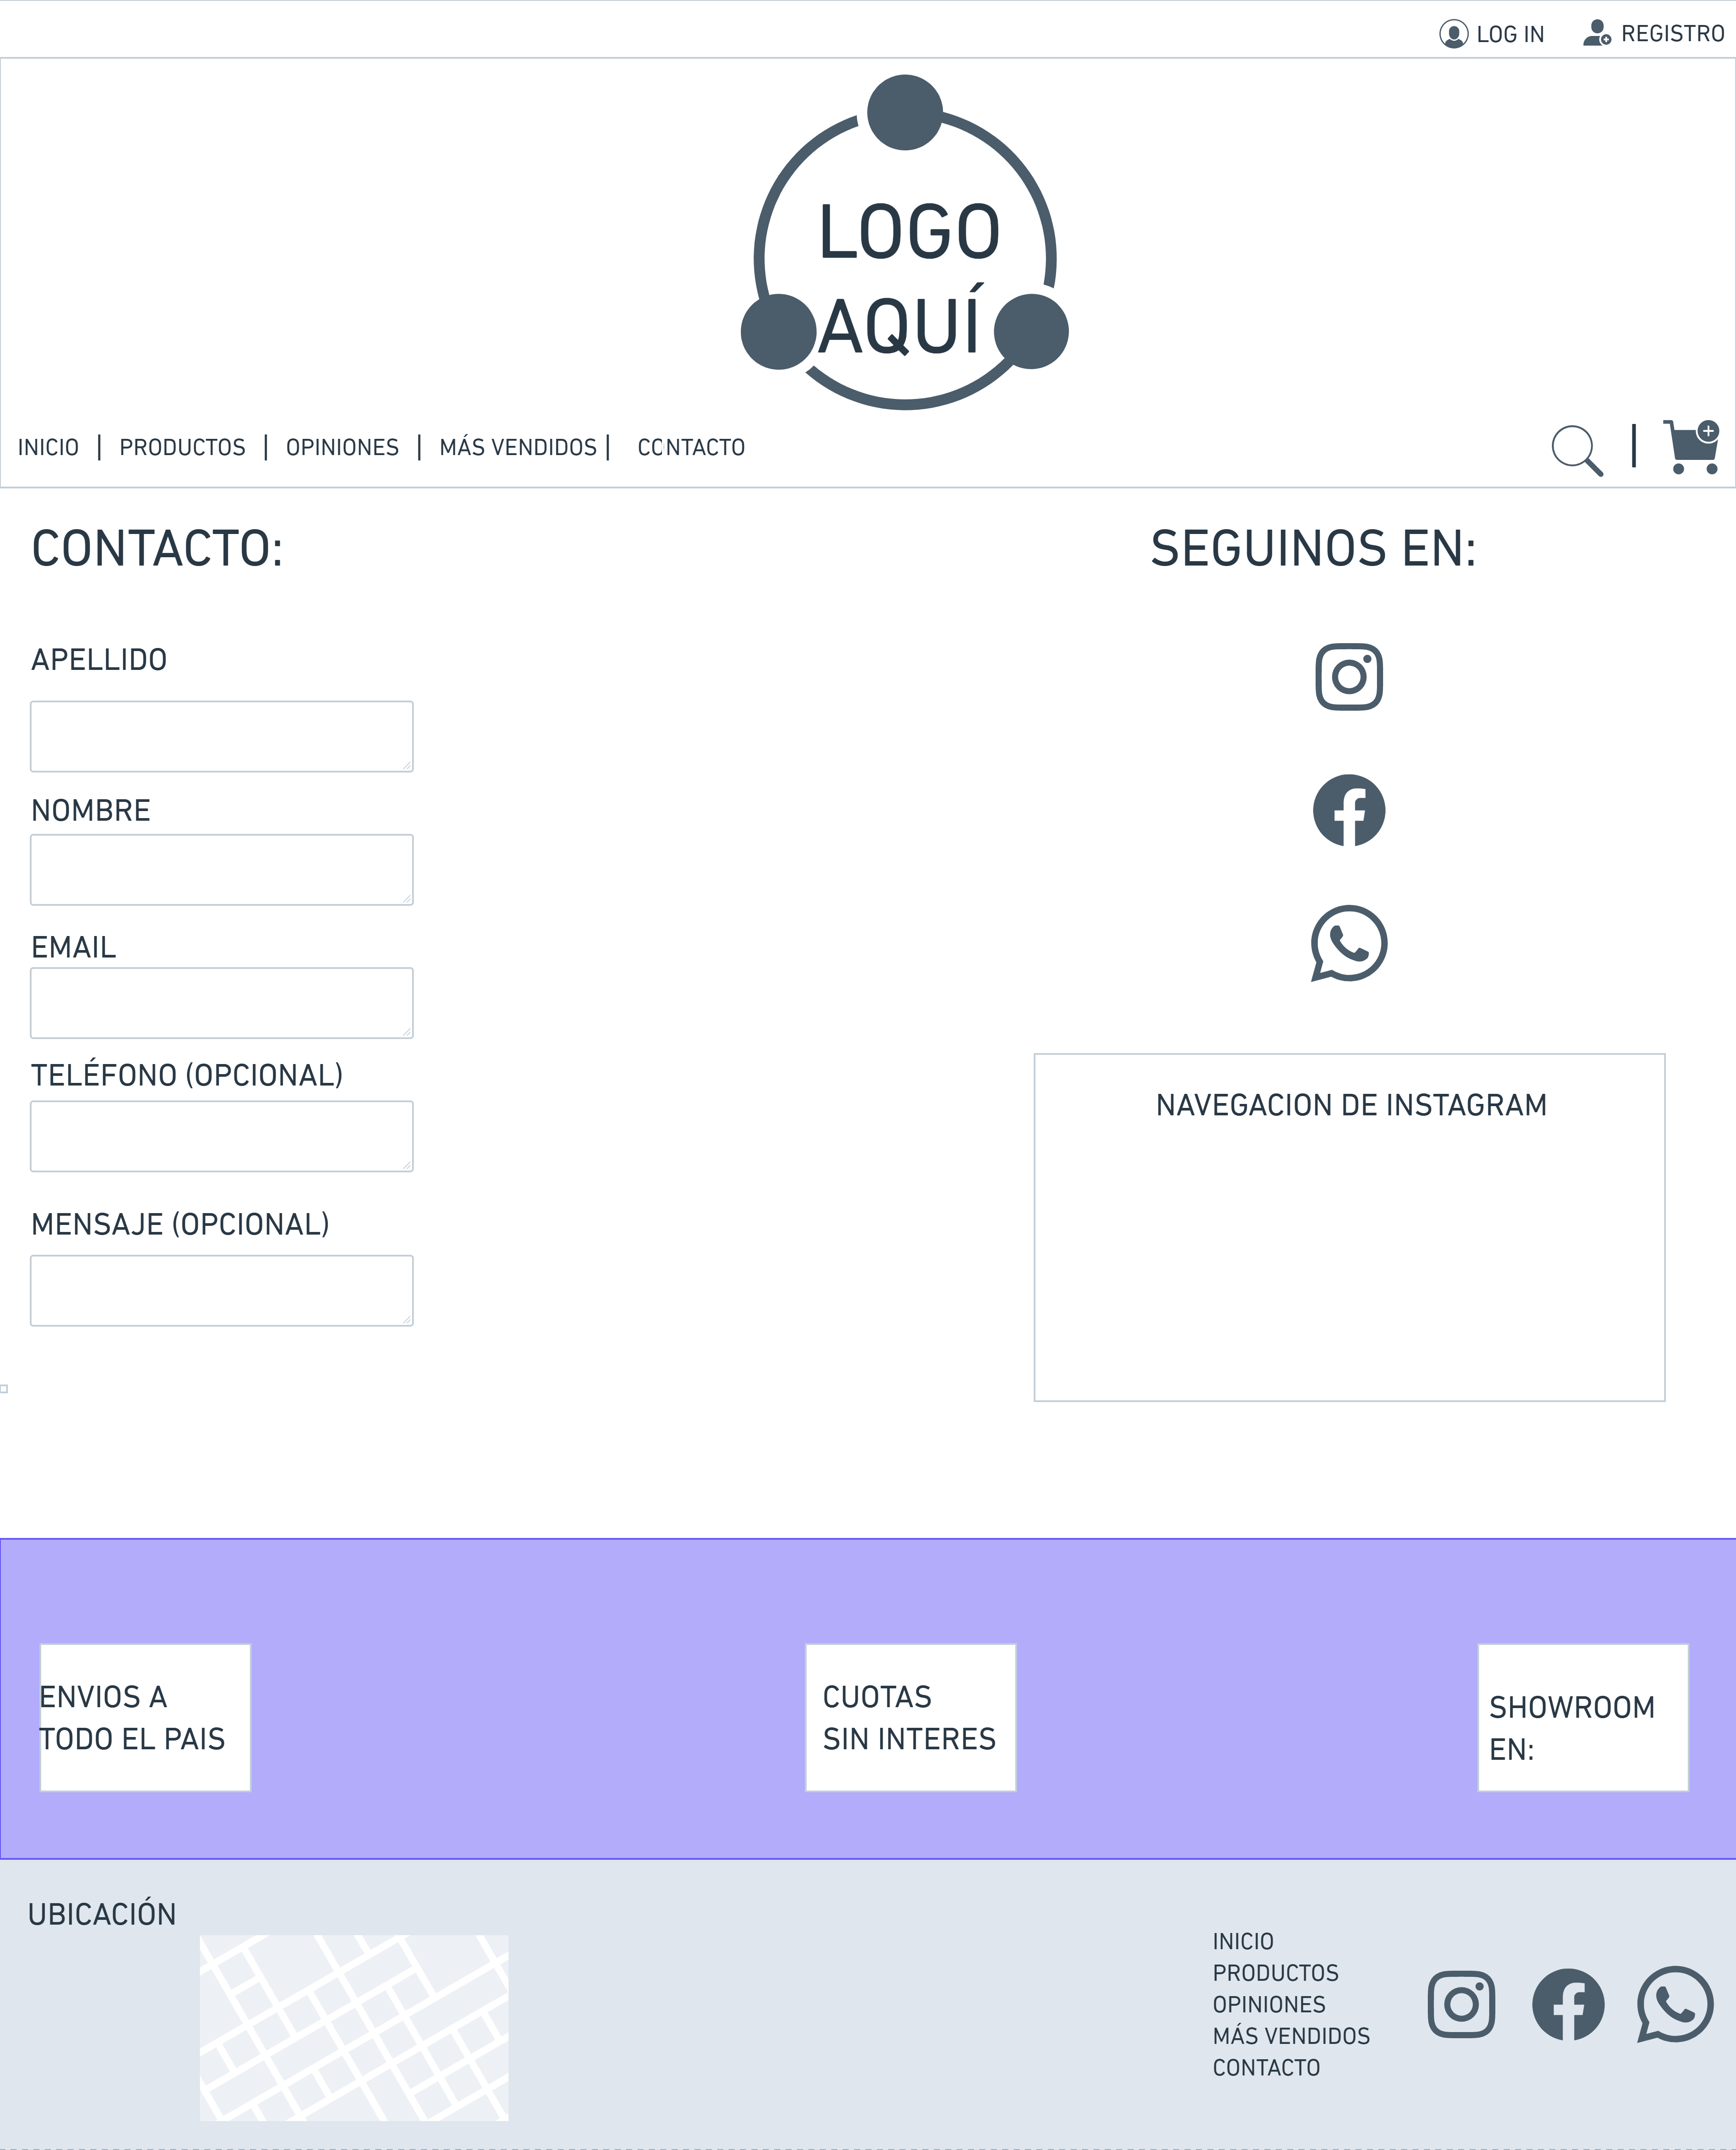 LOG IN
REGISTRO
LOGO
AQUÍ
INICIO | PRODUCTOS | OPINIONES | MÁS VENDIDOS | CONTACTO
CONTACTO:
APELLIDO
NOMBRE
EMAIL
TELÉFONO (OPCIONAL)
MENSAJE (OPCIONAL)
SEGUINOS EN:
NAVEGACION DE INSTAGRAM
ENVIOS A
TODO EL PAIS
CUOTAS
SIN INTERES
SHOWROOM
EN:
UBICACIÓN
INICIO
PRODUCTOS
OPINIONES
MÁS VENDIDOS
CONTACTO